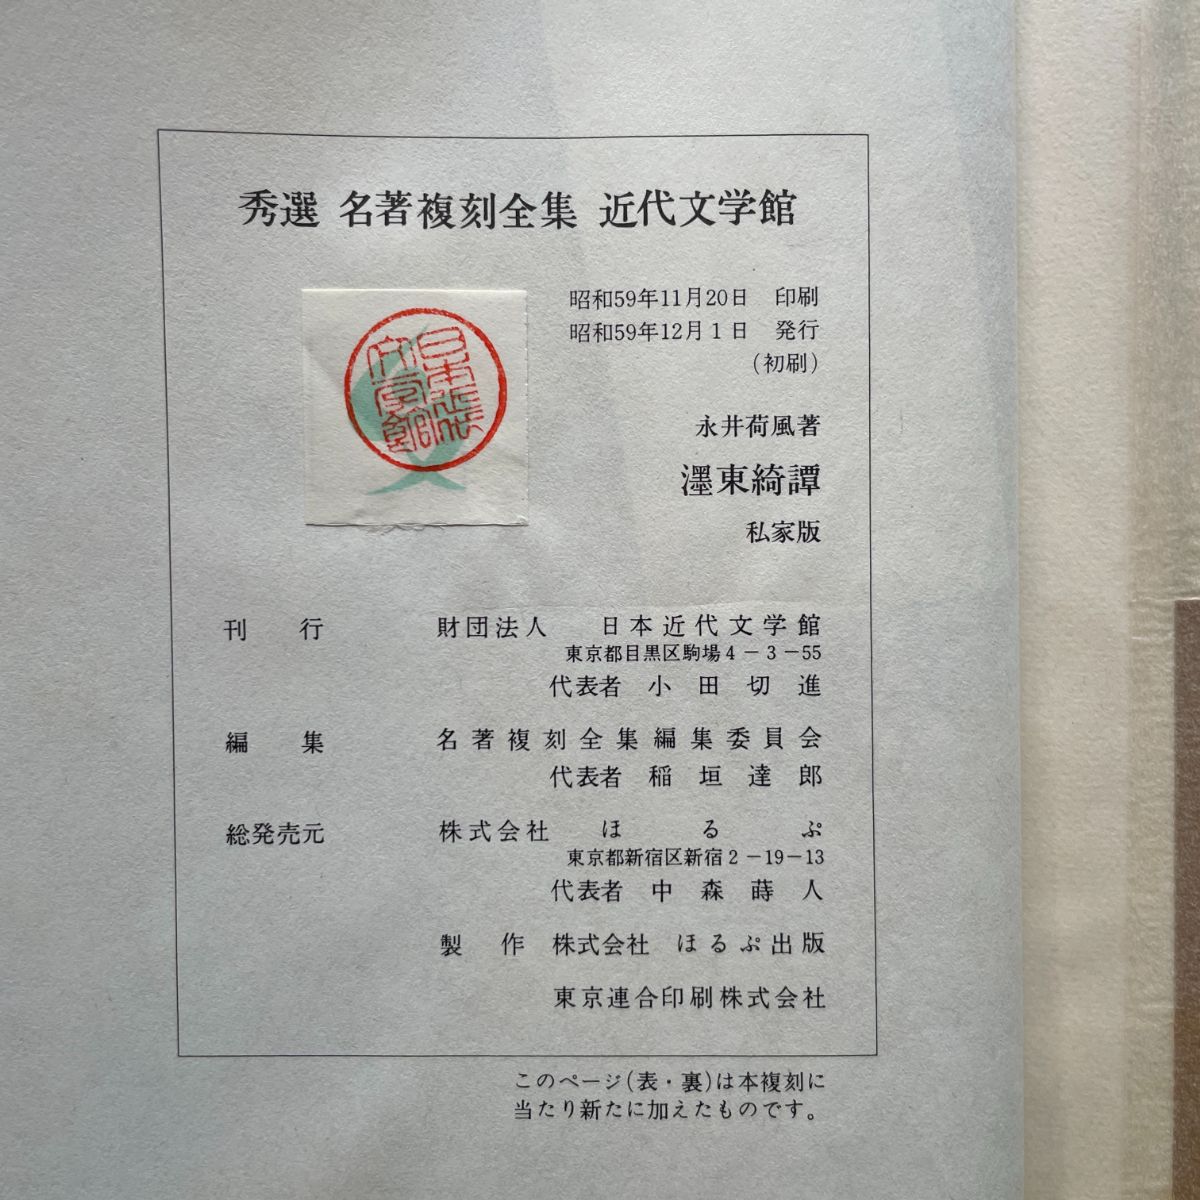 秀選 名著複刻全集 近代文学館
昭和59年11月20日 印刷
昭和59年12月1日 発行
(初刷)
日本近代
文学館
永井荷風著
濹東綺譚
私家版
刊行 財団法人 日本近代文学館
東京都目黒区駒場4-3-55
代表者 小田切進
編集 名著複刻全集編集委員会
代表者 稲垣達郎
総発売元 株式会社 ほるぷ
東京都新宿区新宿2-19-13
代表者 中森蒔人
製作 株式会社 ほるぷ出版
東京連合印刷株式会社
このページ(表・裏)は本複刻に
当たり新たに加えたものです。